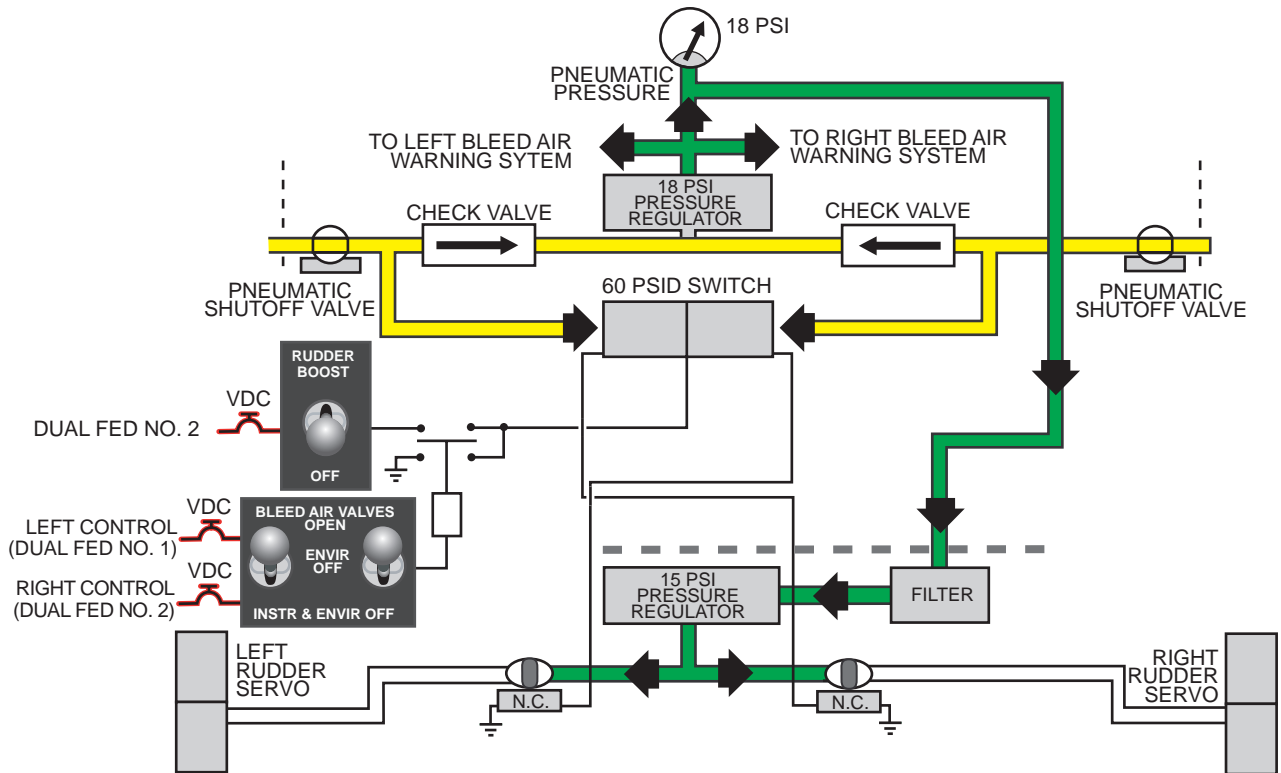 18 PSI
PNEUMATIC
PRESSURE
TO LEFT BLEED AIR
WARNING SYTEM
TO RIGHT BLEED AIR
WARNING SYSTEM
18 PSI
PRESSURE
REGULATOR
CHECK VALVE
CHECK VALVE
PNEUMATIC
SHUTOFF VALVE
60 PSID SWITCH
PNEUMATIC
SHUTOFF VALVE
RUDDER
BOOST
VDC
DUAL FED NO. 2
OFF
VDC
BLEED AIR VALVES
OPEN
LEFT CONTROL
(DUAL FED NO. 1)
ENVIR
OFF
VDC
RIGHT CONTROL
(DUAL FED NO. 2)
INSTR & ENVIR OFF
15 PSI
PRESSURE
REGULATOR
FILTER
LEFT
RUDDER
SERVO
RIGHT
RUDDER
SERVO
N.C.
N.C.